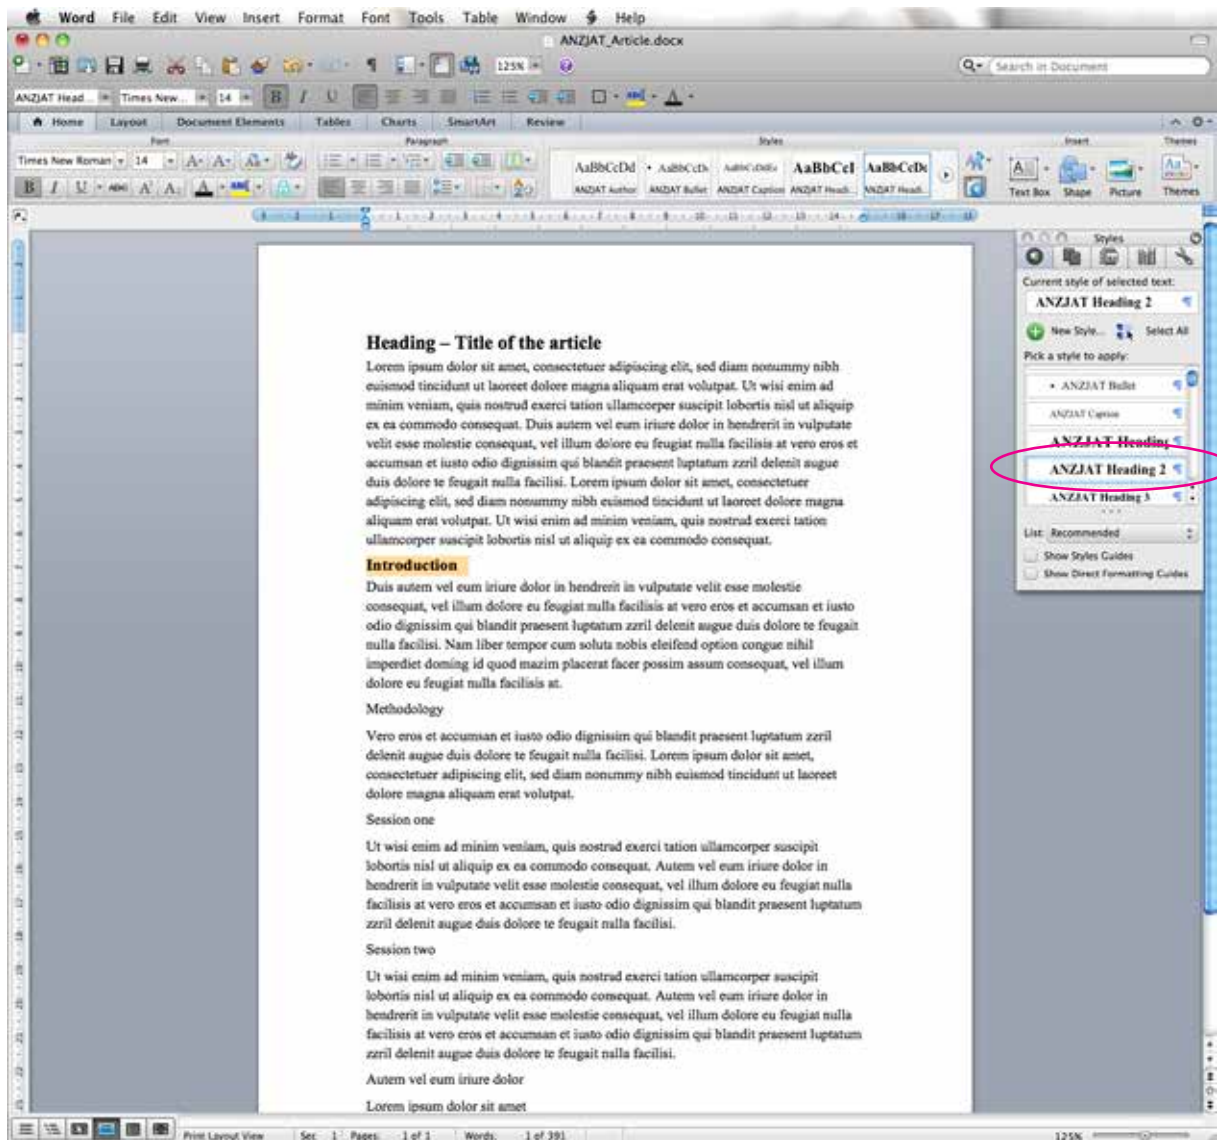 Word File Edit View Insert Format Font Tools Table Window Help
ANZJAT_Article.docx
125%
Search in Document
ANZJAT Head... Times New... 14 B I U
Home Layout Document Elements Tables Charts SmartArt Review
Font Paragraph Styles Insert Themes
Times New Roman 14 A A Aa
AaBbCcDd AaBbCcDc AaBbCcDdEe AaBbCcI AaBbCcDc
B I U ABC A A A
ANZJAT Author ANZJAT Bullet ANZJAT Caption ANZJAT Headi... ANZJAT Headi...
Text Box Shape Picture Themes
Heading – Title of the article
Lorem ipsum dolor sit amet, consectetuer adipiscing elit, sed diam nonummy nibh
euismod tincidunt ut laoreet dolore magna aliquam erat volutpat. Ut wisi enim ad
minim veniam, quis nostrud exerci tation ullamcorper suscipit lobortis nisl ut aliquip
ex ea commodo consequat. Duis autem vel eum iriure dolor in hendrerit in vulputate
velit esse molestie consequat, vel illum dolore eu feugiat nulla facilisis at vero eros et
accumsan et iusto odio dignissim qui blandit praesent luptatum zzril delenit augue
duis dolore te feugait nulla facilisi. Lorem ipsum dolor sit amet, consectetuer
adipiscing elit, sed diam nonummy nibh euismod tincidunt ut laoreet dolore magna
aliquam erat volutpat. Ut wisi enim ad minim veniam, quis nostrud exerci tation
ullamcorper suscipit lobortis nisl ut aliquip ex ea commodo consequat.
Introduction
Duis autem vel eum iriure dolor in hendrerit in vulputate velit esse molestie
consequat, vel illum dolore eu feugiat nulla facilisis at vero eros et accumsan et iusto
odio dignissim qui blandit praesent luptatum zzril delenit augue duis dolore te feugait
nulla facilisi. Nam liber tempor cum soluta nobis eleifend option congue nihil
imperdiet doming id quod mazim placerat facer possim assum consequat, vel illum
dolore eu feugiat nulla facilisis at.
Methodology
Vero eros et accumsan et iusto odio dignissim qui blandit praesent luptatum zzril
delenit augue duis dolore te feugait nulla facilisi. Lorem ipsum dolor sit amet,
consectetuer adipiscing elit, sed diam nonummy nibh euismod tincidunt ut laoreet
dolore magna aliquam erat volutpat.
Session one
Ut wisi enim ad minim veniam, quis nostrud exerci tation ullamcorper suscipit
lobortis nisl ut aliquip ex ea commodo consequat. Autem vel eum iriure dolor in
hendrerit in vulputate velit esse molestie consequat, vel illum dolore eu feugiat nulla
facilisis at vero eros et accumsan et iusto odio dignissim qui blandit praesent luptatum
zzril delenit augue duis dolore te feugait nulla facilisi.
Session two
Ut wisi enim ad minim veniam, quis nostrud exerci tation ullamcorper suscipit
lobortis nisl ut aliquip ex ea commodo consequat. Autem vel eum iriure dolor in
hendrerit in vulputate velit esse molestie consequat, vel illum dolore eu feugiat nulla
facilisis at vero eros et accumsan et iusto odio dignissim qui blandit praesent luptatum
zzril delenit augue duis dolore te feugait nulla facilisi.
Autem vel eum iriure dolor
Lorem ipsum dolor sit amet
Styles
Current style of selected text:
ANZJAT Heading 2
New Style... Select All
Pick a style to apply:
• ANZJAT Bullet
ANZJAT Caption
ANZJAT Heading
ANZJAT Heading 2
ANZJAT Heading 3
List: Recommended
Show Styles Guides
Show Direct Formatting Guides
Print Layout View Sec 1 Pages: 1 of 1 Words: 1 of 391 125%